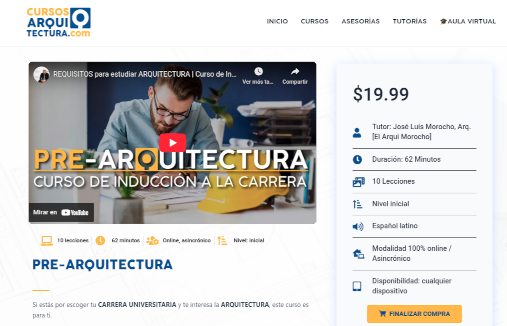 CURSOS
ARQUI
TECTURA.com
INICIO
CURSOS
ASESORÍAS
TUTORÍAS
AULA VIRTUAL
REQUISITOS para estudiar ARQUITECTURA | Curso de In...
Ver más ta...
Compartir
PRE-ARQUITECTURA
CURSO DE INDUCCIÓN A LA CARRERA
Mirar en YouTube
10 lecciones
62 minutos
Online, asincrónico
Nivel: inicial
PRE-ARQUITECTURA
Si estás por escoger tu CARRERA UNIVERSITARIA y te interesa la ARQUITECTURA, este curso es
para ti.
$19.99
Tutor: José Luis Morocho, Arq.
[El Arqui Morocho]
Duración: 62 Minutos
10 Lecciones
Nivel inicial
Español latino
Modalidad 100% online /
Asincrónico
Disponibilidad: cualquier
dispositivo
FINALIZAR COMPRA